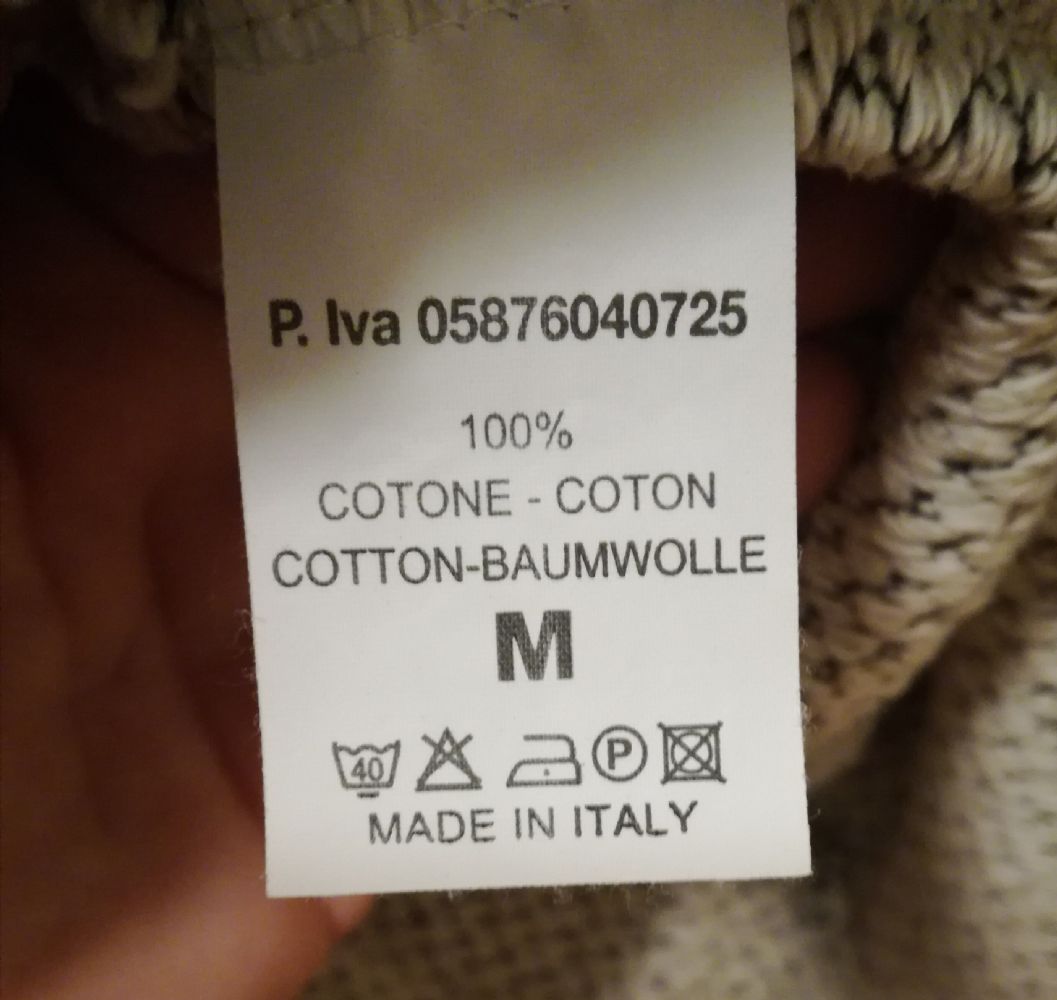 P. Iva 05876040725
100%
COTONE - COTON
COTTON-BAUMWOLLE
M
40 P
MADE IN ITALY